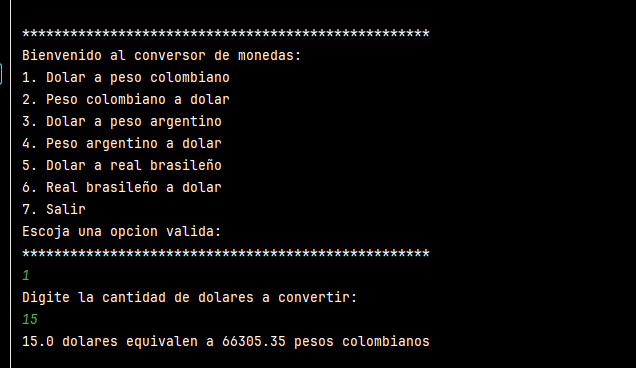 ***************************************************
Bienvenido al conversor de monedas:
1. Dolar a peso colombiano
2. Peso colombiano a dolar
3. Dolar a peso argentino
4. Peso argentino a dolar
5. Dolar a real brasileño
6. Real brasileño a dolar
7. Salir
Escoja una opcion valida:
***************************************************
1
Digite la cantidad de dolares a convertir:
15
15.0 dolares equivalen a 66305.35 pesos colombianos